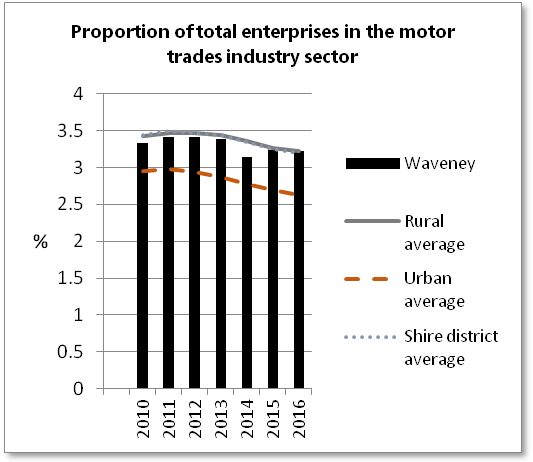 Proportion of total enterprises in the motor
trades industry sector
4
3.5
3
2.5
2
1.5
1
0.5
0
%
2010
2011
2012
2013
2014
2015
2016
Waveney
Rural
average
Urban
average
Shire district
average